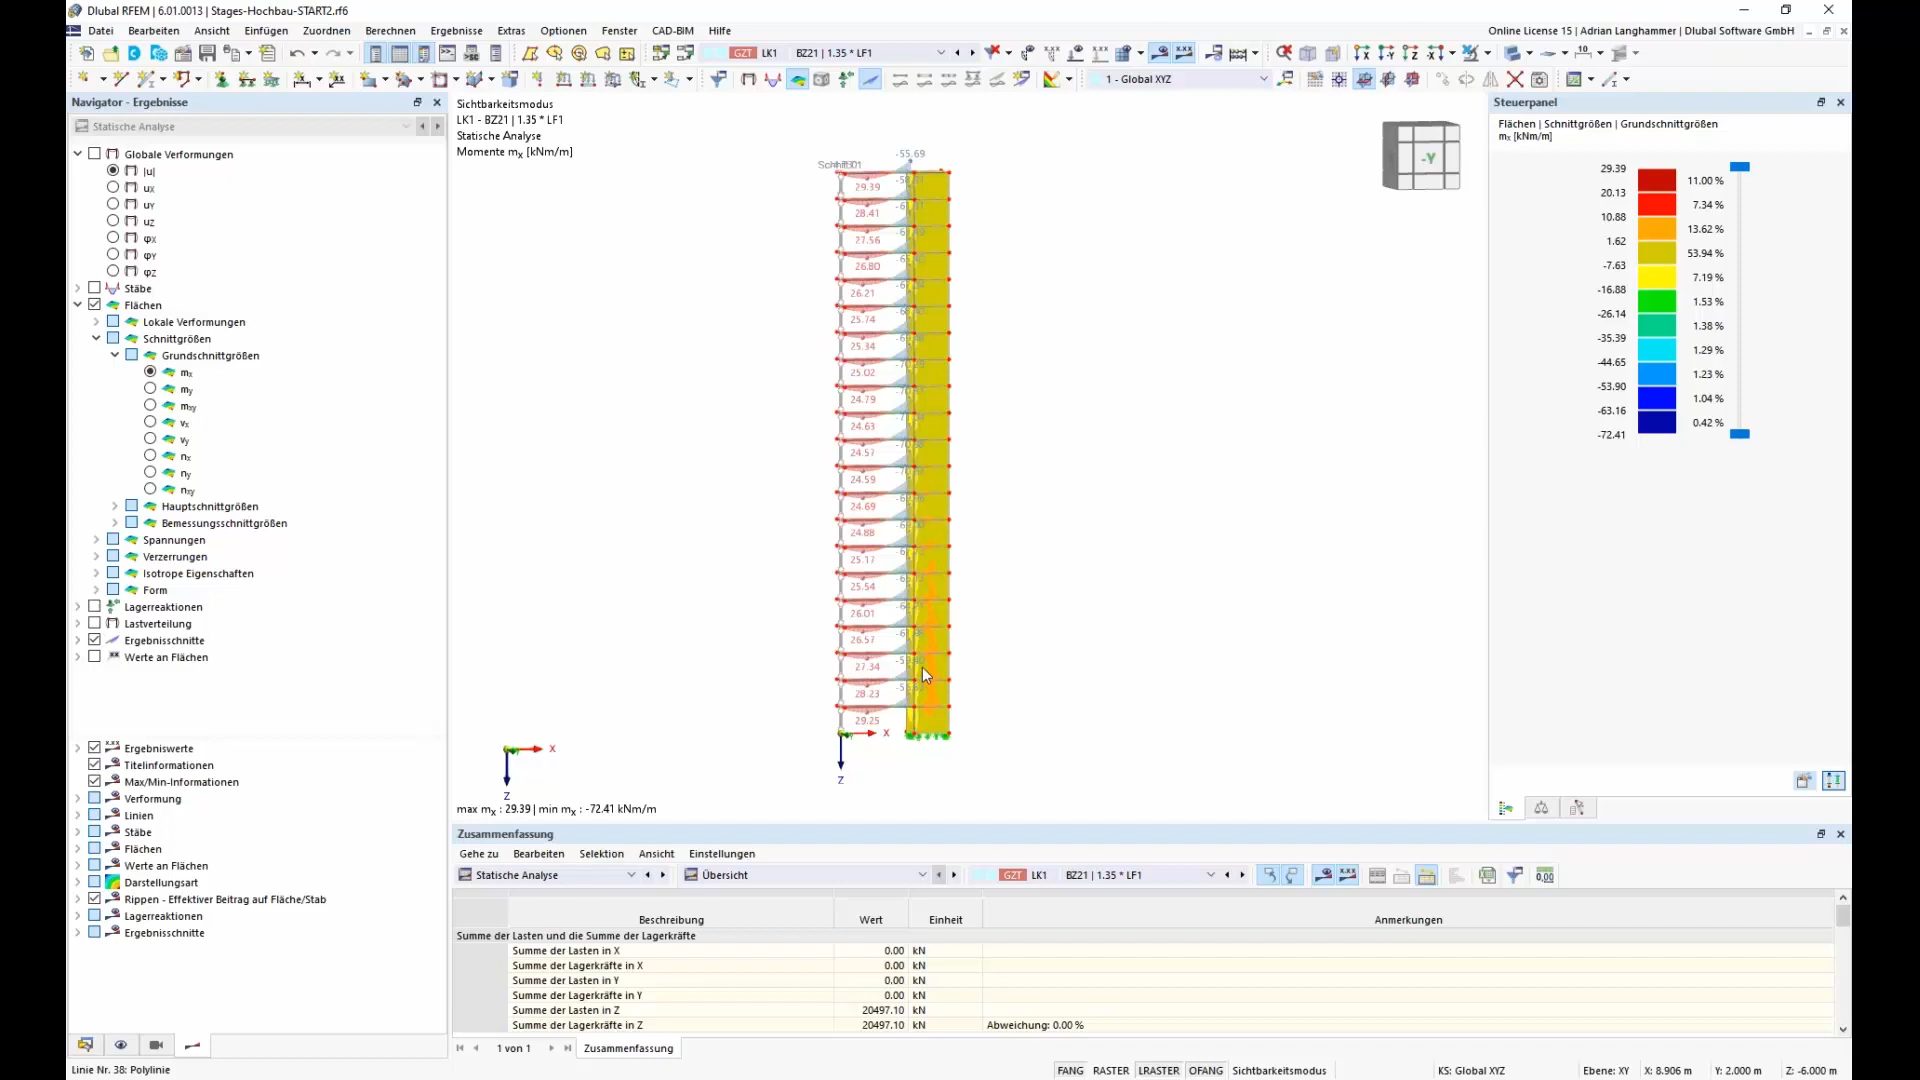 Dlubal RFEM | 6.01.0013 | Stages-Hochbau-START2.rf6
Datei Bearbeiten Ansicht Einfügen Zuordnen Berechnen Ergebnisse Extras Optionen Fenster CAD-BIM Hilfe
Online License 15 | Adrian Langhammer | Dlubal Software GmbH
GZT LK1 BZ21 | 1.35 * LF1
1 - Global XYZ
Navigator - Ergebnisse
Statische Analyse
Globale Verformungen
|u|
uX
uY
uZ
φX
φY
φZ
Stäbe
Flächen
Lokale Verformungen
Schnittgrößen
Grundschnittgrößen
mx
my
mxy
vx
vy
nx
ny
nxy
Hauptschnittgrößen
Bemessungsschnittgrößen
Spannungen
Verzerrungen
Isotrope Eigenschaften
Form
Lagerreaktionen
Lastverteilung
Ergebnisschnitte
Werte an Flächen
Ergebniswerte
Titelinformationen
Max/Min-Informationen
Verformung
Linien
Stäbe
Flächen
Werte an Flächen
Darstellungsart
Rippen - Effektiver Beitrag auf Fläche/Stab
Lagerreaktionen
Ergebnisschnitte
Linie Nr. 38: Polylinie
Sichtbarkeitsmodus
LK1 - BZ21 | 1.35 * LF1
Statische Analyse
Momente mx [kNm/m]
-55.69
29.39
28.41
27.56
26.80
26.21
25.74
25.34
25.02
24.79
24.63
24.57
24.59
24.69
24.88
25.17
25.54
26.01
26.57
27.34
28.23
29.25
X
Z
X
Z
-Y
max mx : 29.39 | min mx : -72.41 kNm/m
Steuerpanel
Flächen | Schnittgrößen | Grundschnittgrößen
mx [kNm/m]
29.39
11.00 %
20.13
7.34 %
10.88
13.62 %
1.62
53.94 %
-7.63
7.19 %
-16.88
1.53 %
-26.14
1.38 %
-35.39
1.29 %
-44.65
1.23 %
-53.90
1.04 %
-63.16
0.42 %
-72.41
Zusammenfassung
Gehe zu Bearbeiten Selektion Ansicht Einstellungen
Statische Analyse Übersicht GZT LK1 BZ21 | 1.35 * LF1
Beschreibung Wert Einheit Anmerkungen
Summe der Lasten und die Summe der Lagerkräfte
Summe der Lasten in X 0.00 kN
Summe der Lagerkräfte in X 0.00 kN
Summe der Lasten in Y 0.00 kN
Summe der Lagerkräfte in Y 0.00 kN
Summe der Lasten in Z 20497.10 kN
Summe der Lagerkräfte in Z 20497.10 kN Abweichung: 0.00 %
1 von 1 Zusammenfassung
FANG RASTER LRASTER OFANG Sichtbarkeitsmodus KS: Global XYZ Ebene: XY X: 8.906 m Y: 2.000 m Z: -6.000 m